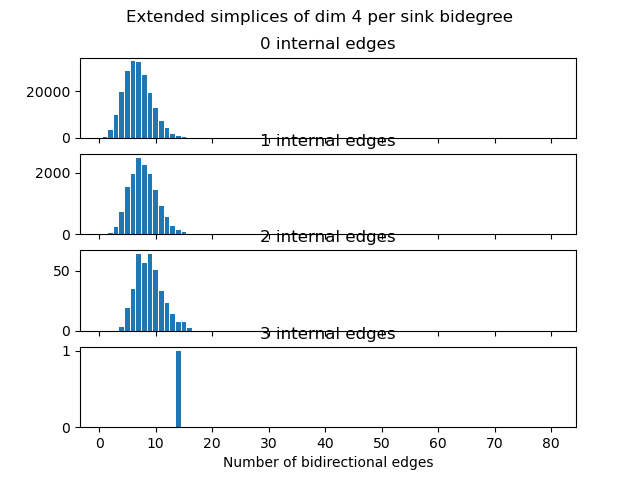 Extended simplices of dim 4 per sink bidegree
0 internal edges
20000
0
1 internal edges
2000
0
2 internal edges
50
0
3 internal edges
1
0
0 10 20 30 40 50 60 70 80
Number of bidirectional edges